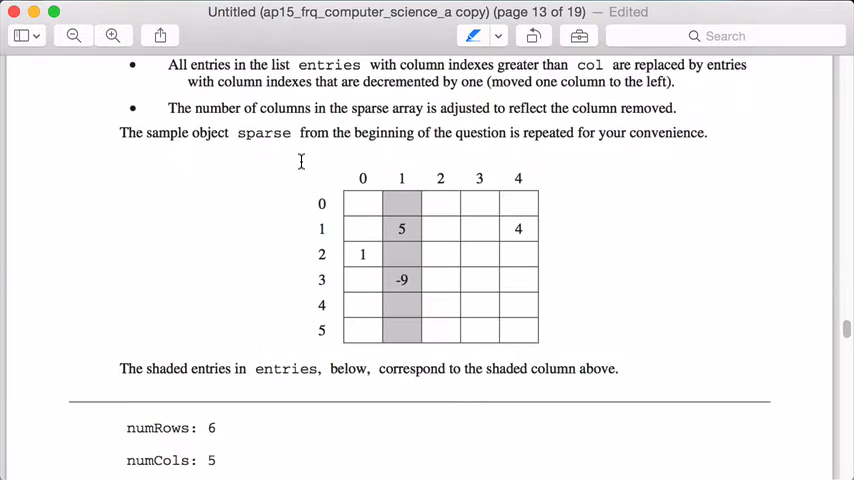 Untitled (ap15_frq_computer_science_a copy) (page 13 of 19) — Edited
Search
• All entries in the list entries with column indexes greater than col are replaced by entries
with column indexes that are decremented by one (moved one column to the left).
• The number of columns in the sparse array is adjusted to reflect the column removed.
The sample object sparse from the beginning of the question is repeated for your convenience.
0 1 2 3 4
0
1 5 4
2 1
3 -9
4
5
The shaded entries in entries, below, correspond to the shaded column above.
numRows: 6
numCols: 5